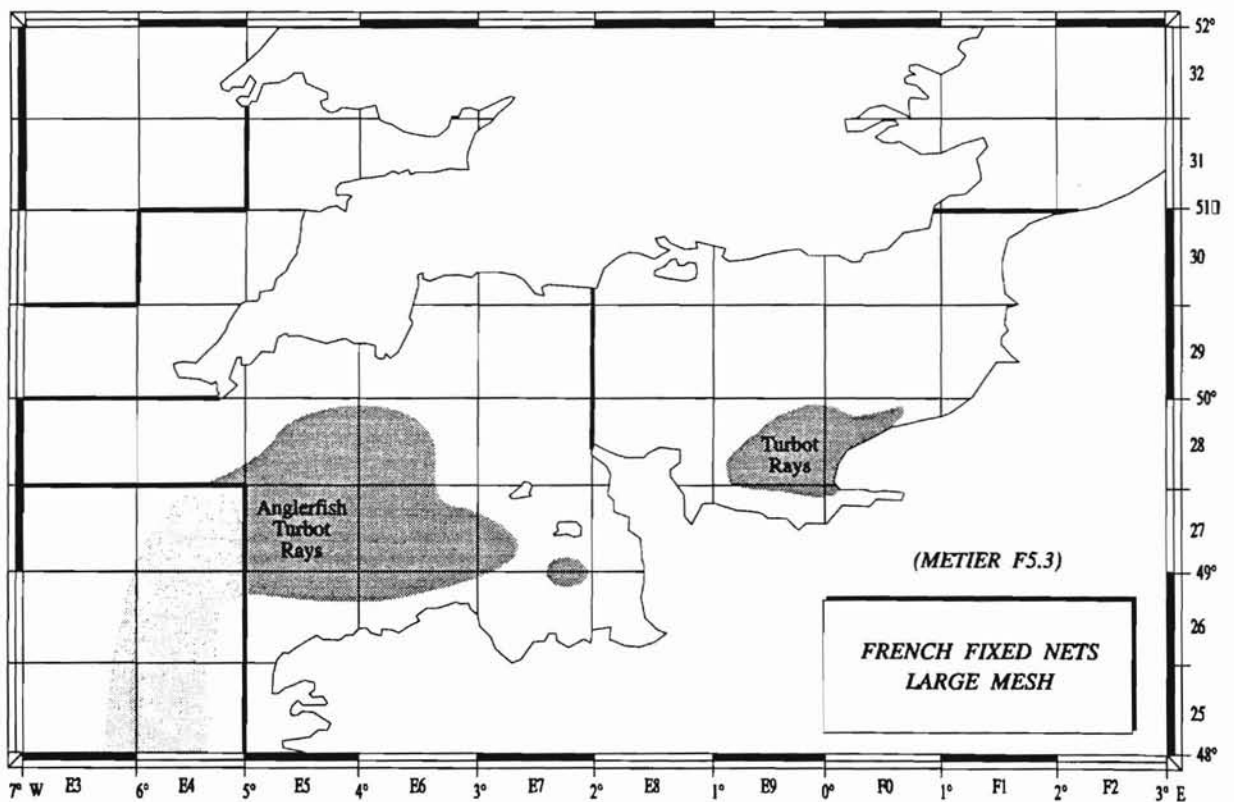 52°
32
31
51▯
30
29
50°
28
Turbot
Rays
Anglerfish
Turbot
Rays
27
(METIER F5.3)
49°
26
FRENCH FIXED NETS
LARGE MESH
25
48°
7° W E3 6° E4 5° E5 4° E6 3° E7 2° E8 1° E9 0° F0 1° F1 2° F2 3° E